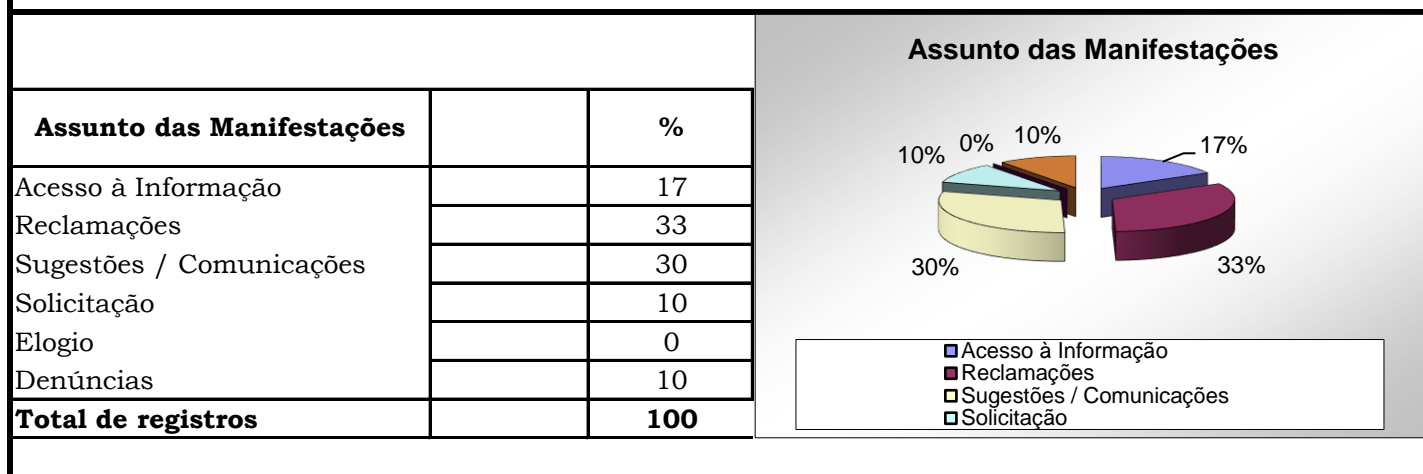 Assunto das Manifestações %
Acesso à Informação 17
Reclamações 33
Sugestões / Comunicações 30
Solicitação 10
Elogio 0
Denúncias 10
Total de registros 100
Assunto das Manifestações
10% 0% 10% 17%
30% 33%
Acesso à Informação
Reclamações
Sugestões / Comunicações
Solicitação